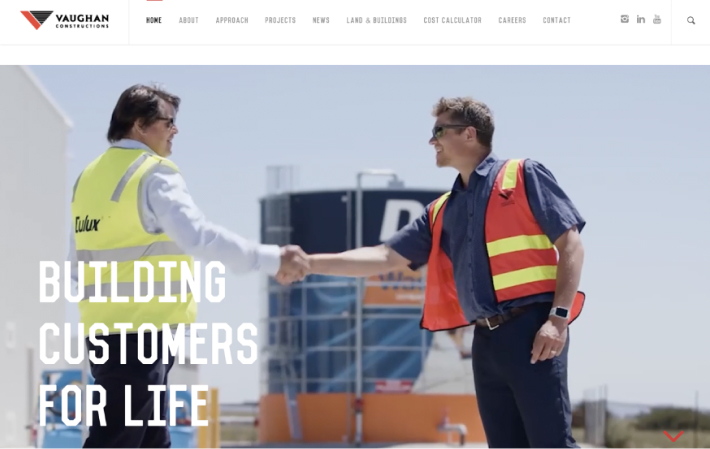 VAUGHAN
CONSTRUCTIONS
HOME ABOUT APPROACH PROJECTS NEWS LAND & BUILDINGS COST CALCULATOR CAREERS CONTACT
Dulux
BUILDING
CUSTOMERS
FOR LIFE